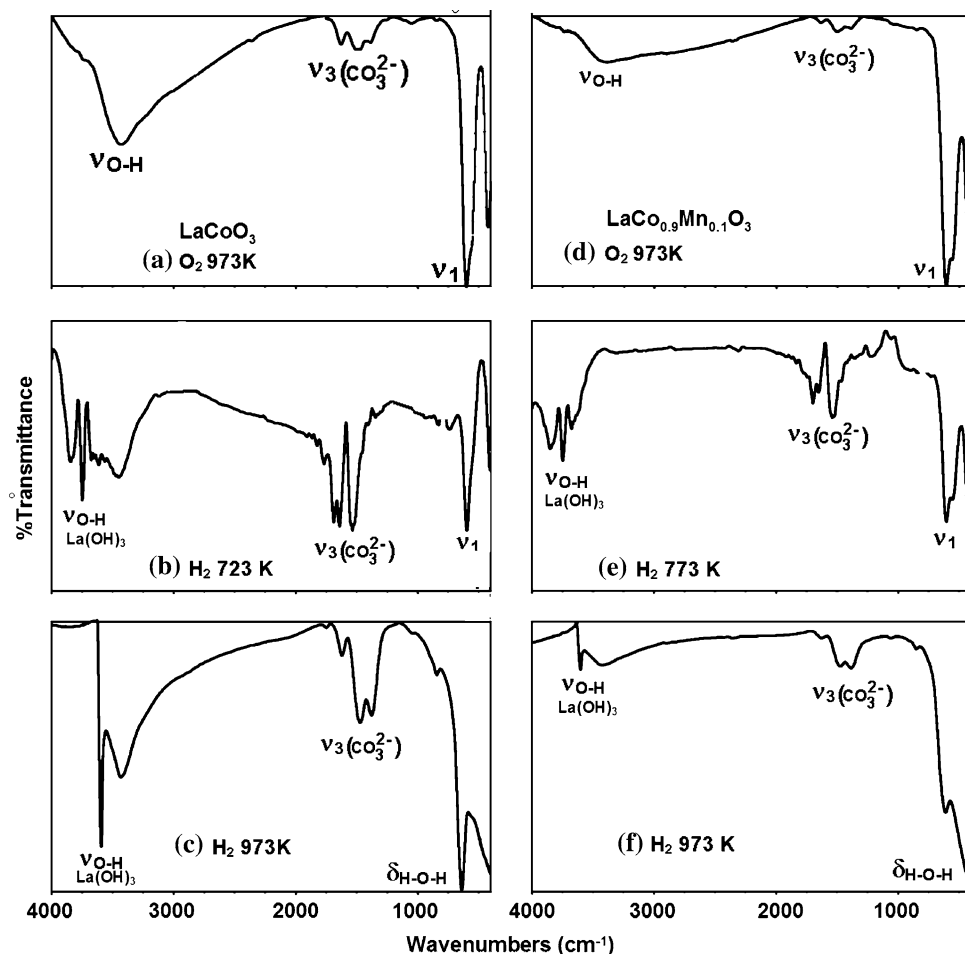 νO-H
ν3(CO3^2-)
LaCoO3
(a) O2 973K
ν1
νO-H
ν3(CO3^2-)
LaCo0.9Mn0.1O3
(d) O2 973K
ν1
%Transmittance
νO-H
La(OH)3
ν3(CO3^2-)
ν1
(b) H2 723 K
νO-H
La(OH)3
ν3(CO3^2-)
ν1
(e) H2 773 K
νO-H
La(OH)3
ν3(CO3^2-)
(c) H2 973K
δH-O-H
νO-H
La(OH)3
ν3(CO3^2-)
(f) H2 973 K
δH-O-H
4000 3000 2000 1000 4000 3000 2000 1000
Wavenumbers (cm-1)